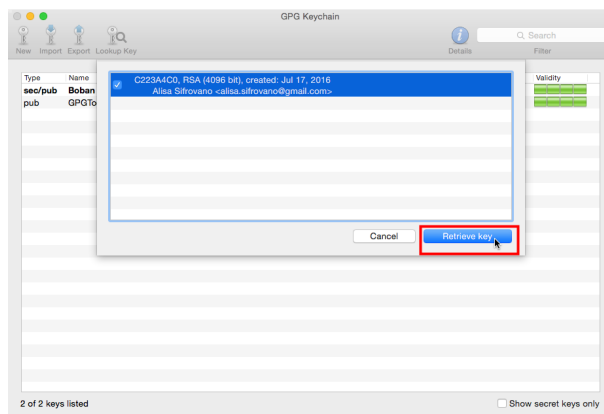 GPG Keychain
New Import Export Lookup Key Details Search Filter
Type Name Validity
sec/pub Boban
pub GPGTo
C223A4C0, RSA (4096 bit), created: Jul 17, 2016
Alisa Sifrovano <alisa.sifrovano@gmail.com>
Cancel Retrieve key
2 of 2 keys listed Show secret keys only